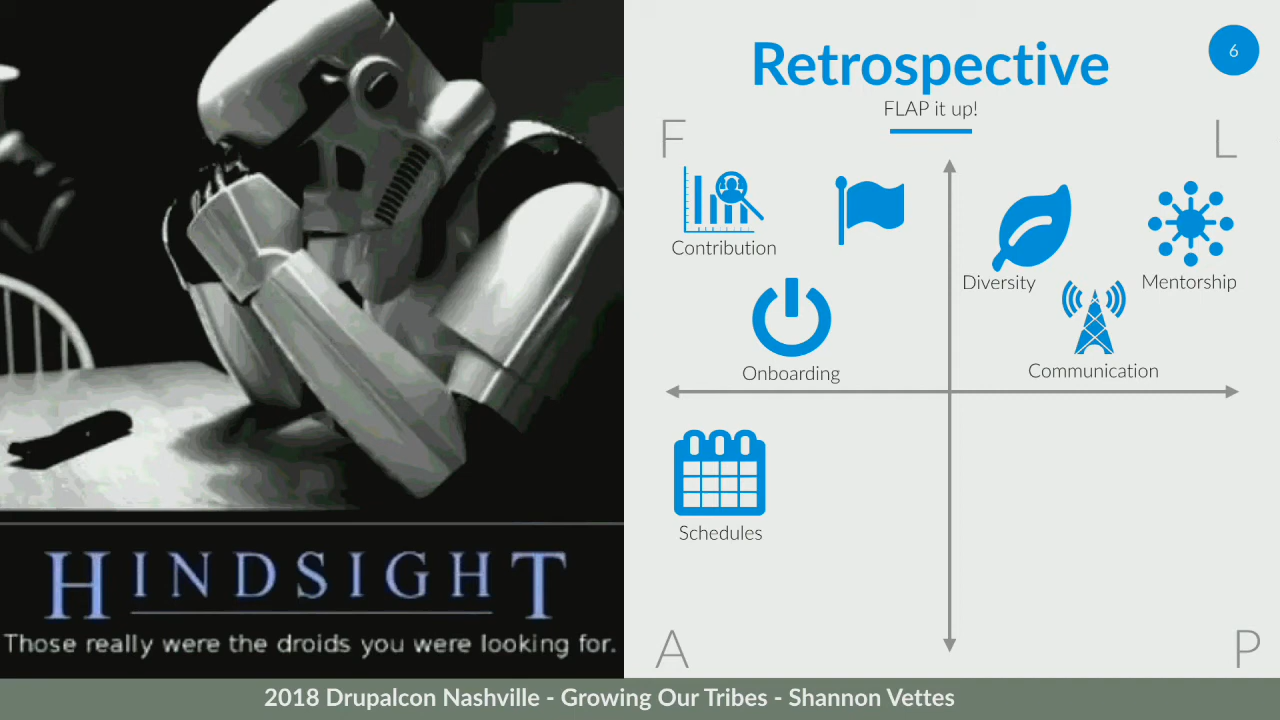 Retrospective
6
FLAP it up!
F
L
Contribution
Diversity
Mentorship
Onboarding
Communication
Schedules
A
P
HINDSIGHT
Those really were the droids you were looking for.
2018 Drupalcon Nashville - Growing Our Tribes - Shannon Vettes